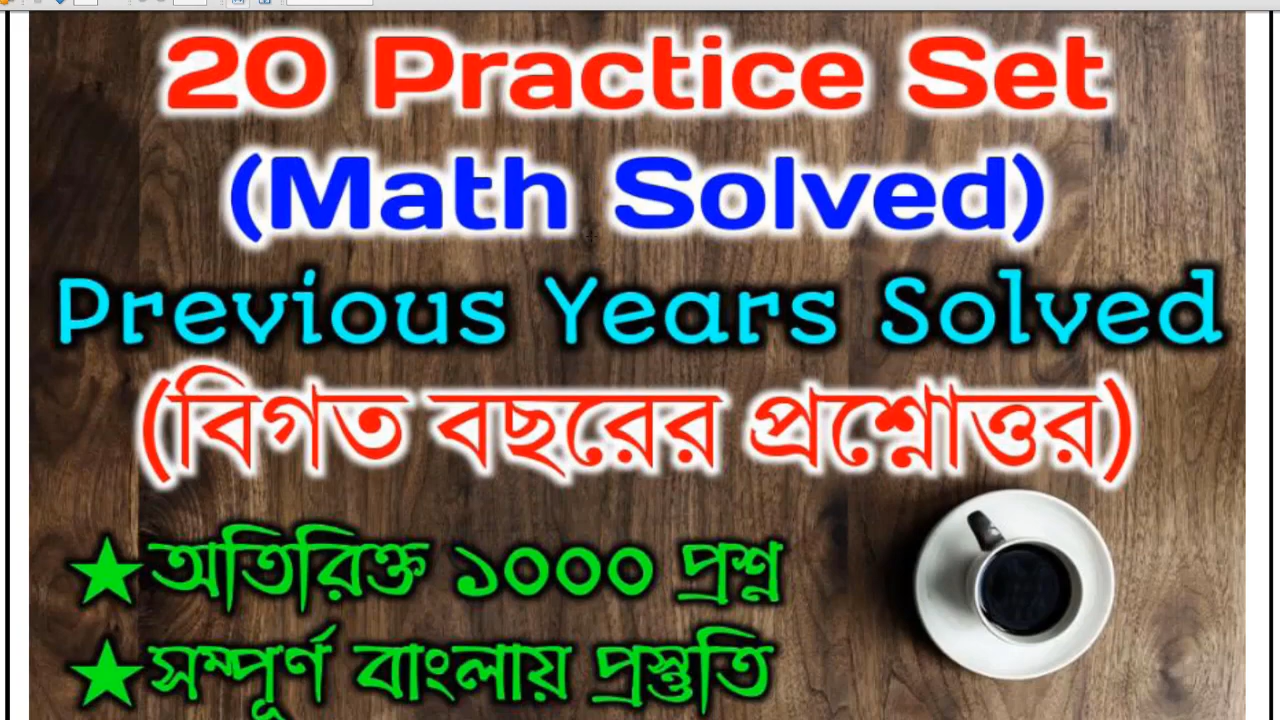 20 Practice Set
(Math Solved)
Previous Years Solved
(বিগত বছরের প্রশ্নোত্তর)
★অতিরিক্ত ১০০০ প্রশ্ন
★সম্পূর্ণ বাংলায় প্রস্তুতি